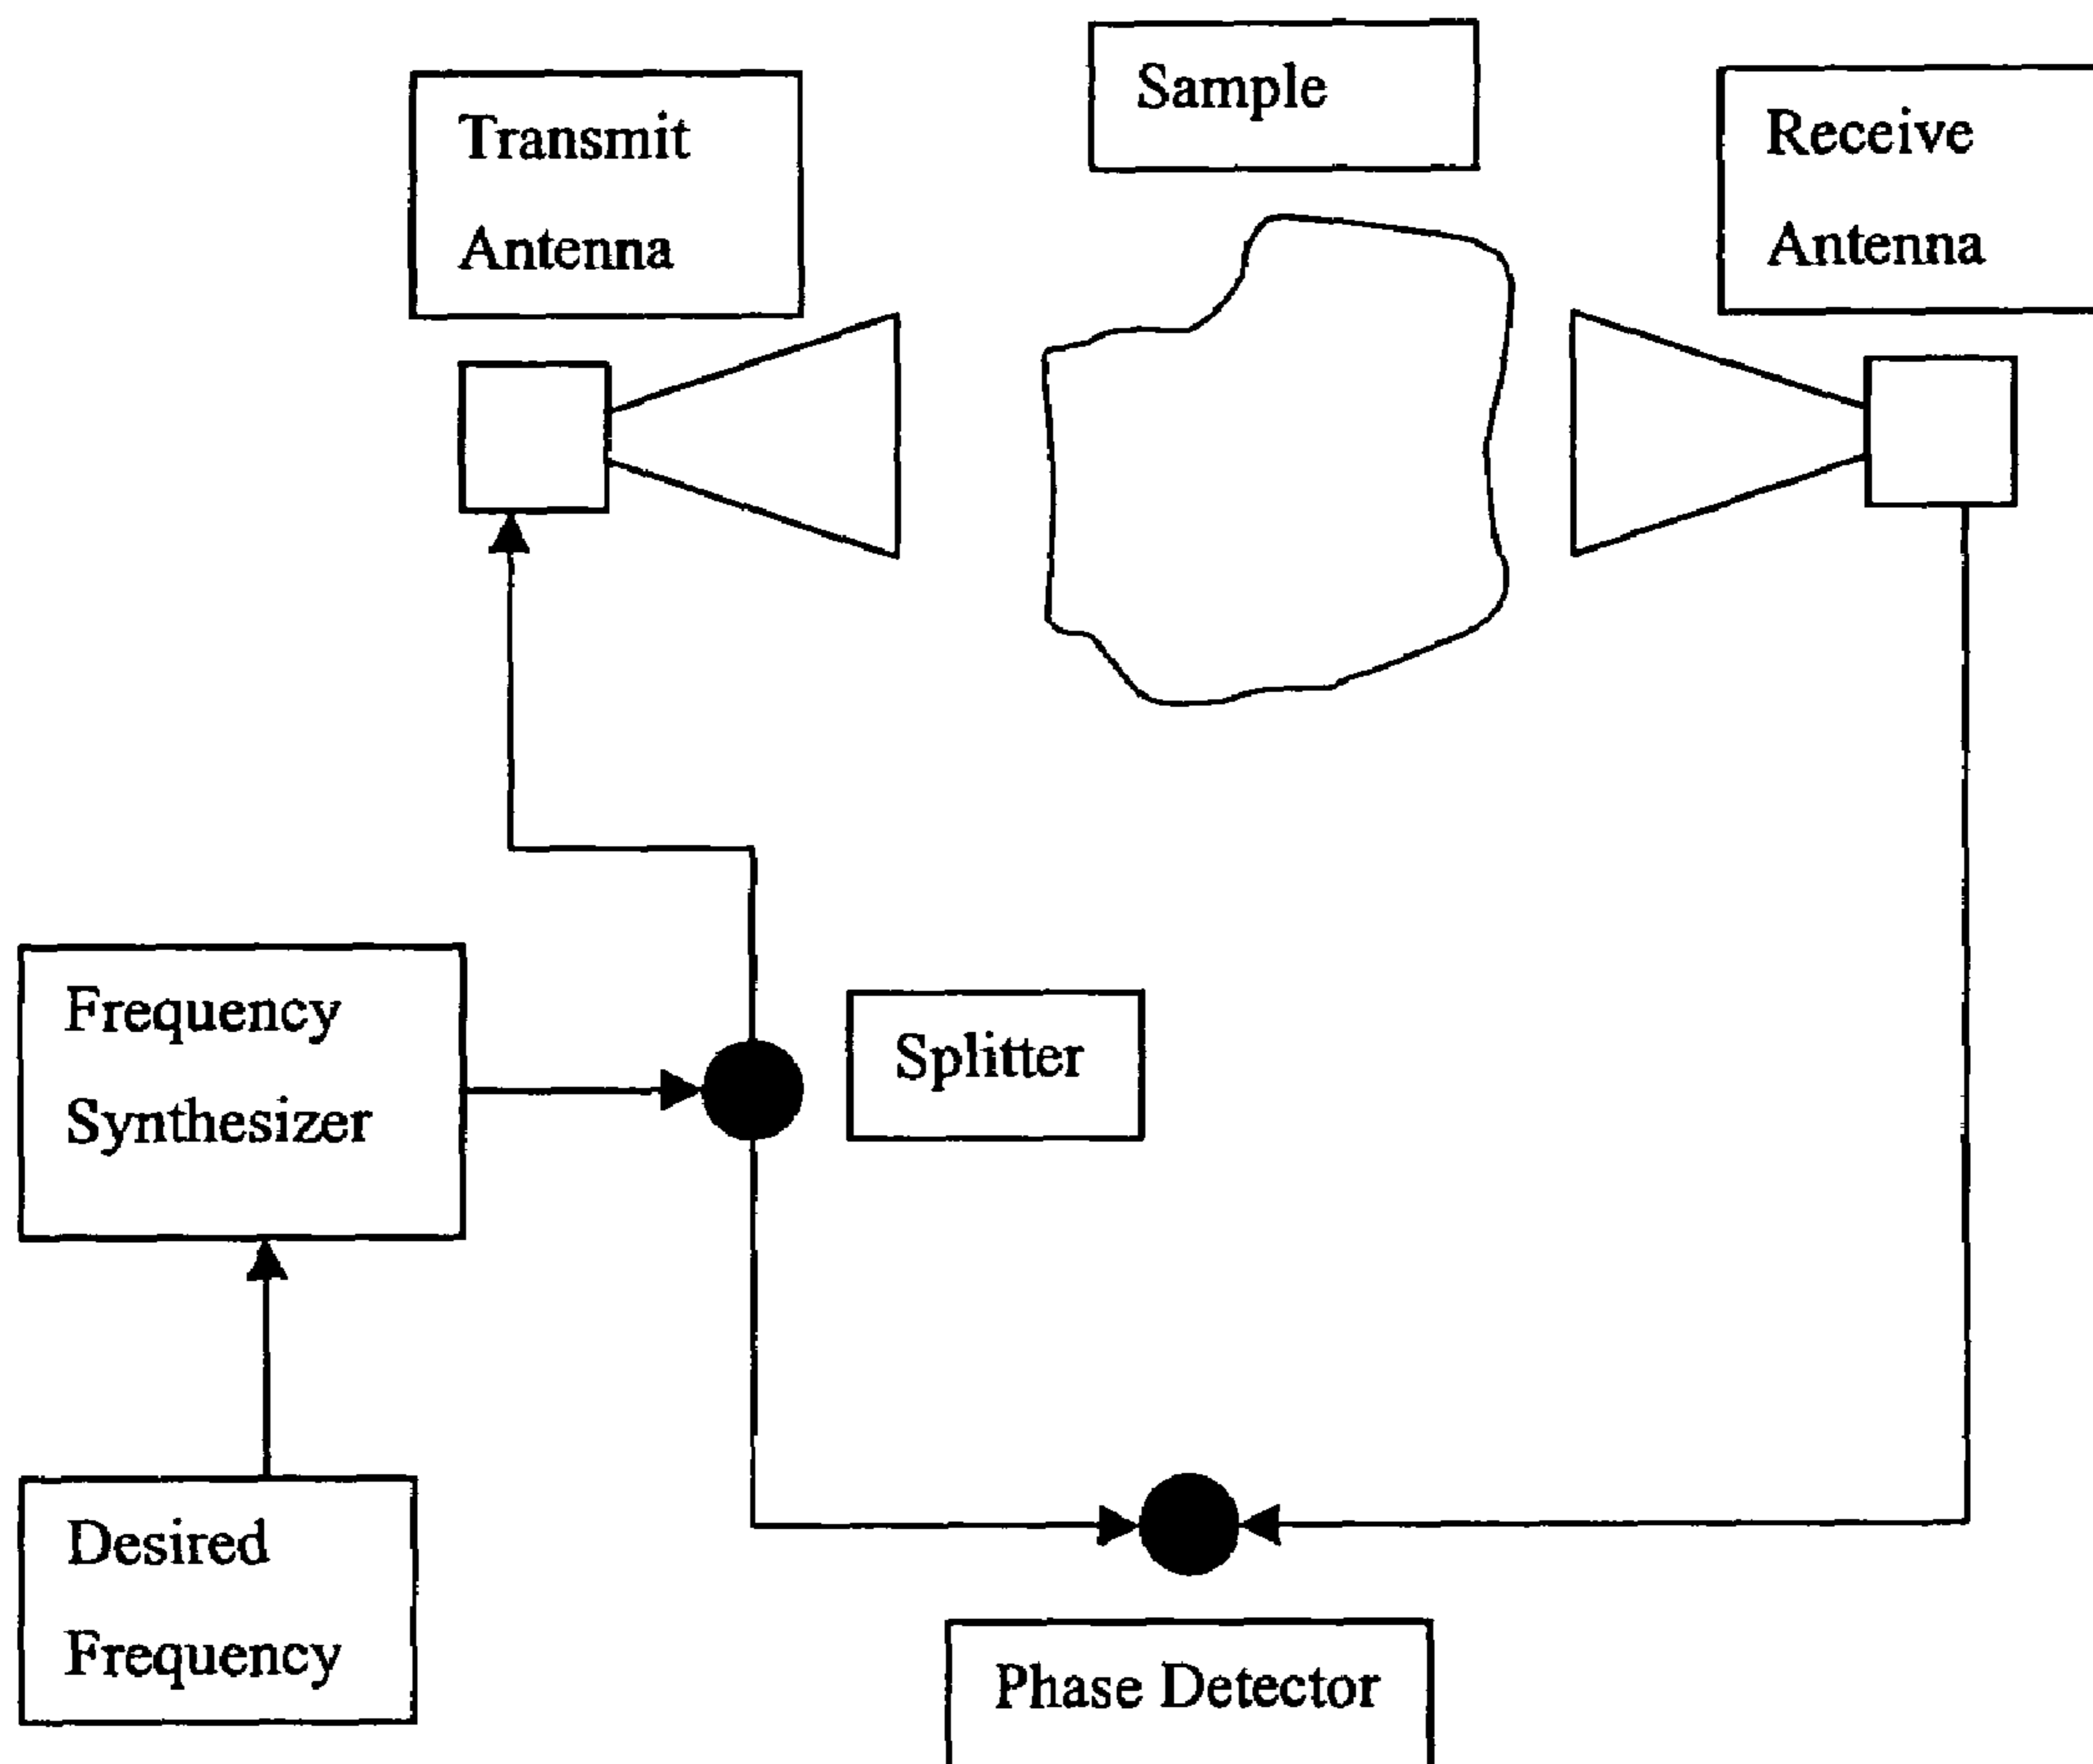 Sample
Transmit
Antenna
Receive
Antenna
Frequency
Synthesizer
Splitter
Desired
Frequency
Phase Detector